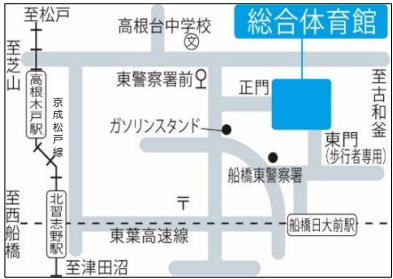 至松戸
高根台中学校
文
総合体育館
至芝山
東警察署前
正門
至古和釜
高根木戸駅
京成松戸線
ガソリンスタンド
東門
(歩行者専用)
船橋東警察署
至西船橋
北習志野駅
〒
東葉高速線
船橋日大前駅
至津田沼